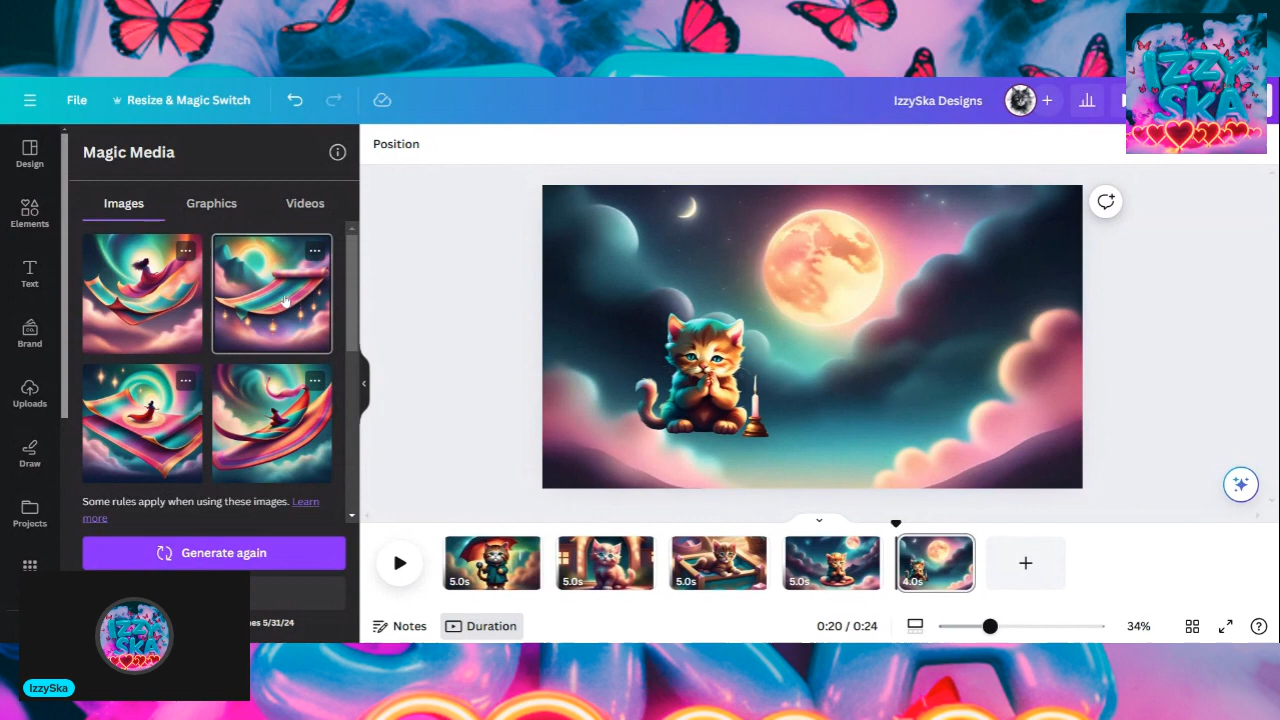 File
Resize & Magic Switch
IzzySka Designs
IzzY
SKA
Design
Elements
Text
Brand
Uploads
Draw
Projects
Magic Media
Images
Graphics
Videos
Some rules apply when using these images. Learn
more
Generate again
es 5/31/24
Position
5.0s
5.0s
5.0s
5.0s
4.0s
Notes
Duration
0:20 / 0:24
34%
IzzY
SKA
IzzySka